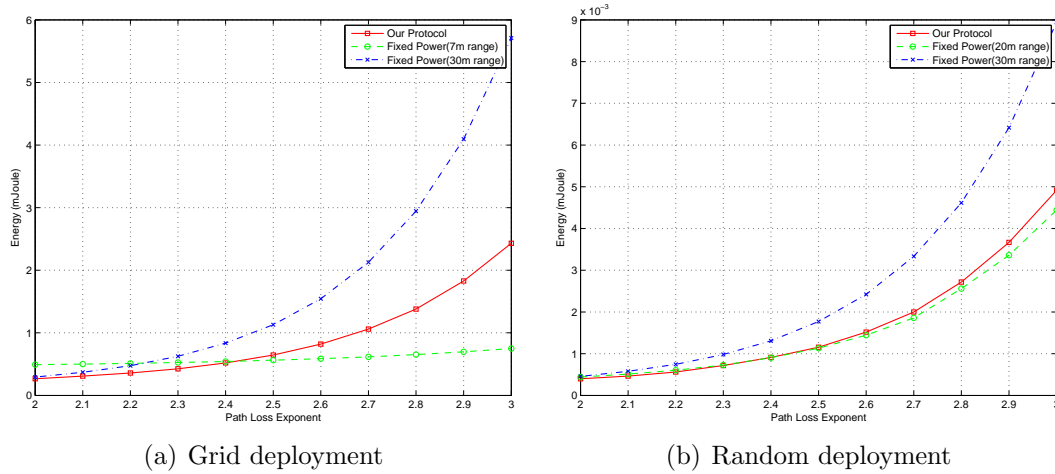 x 10⁻³
6
5
4
3
2
1
0
Energy (mJoule)
2 2.1 2.2 2.3 2.4 2.5 2.6 2.7 2.8 2.9 3
Path Loss Exponent
Our Protocol
Fixed Power(7m range)
Fixed Power(30m range)
(a) Grid deployment
9
8
7
6
5
4
3
2
1
0
Energy (mJoule)
2 2.1 2.2 2.3 2.4 2.5 2.6 2.7 2.8 2.9 3
Path Loss Exponent
Our Protocol
Fixed Power(20m range)
Fixed Power(30m range)
(b) Random deployment